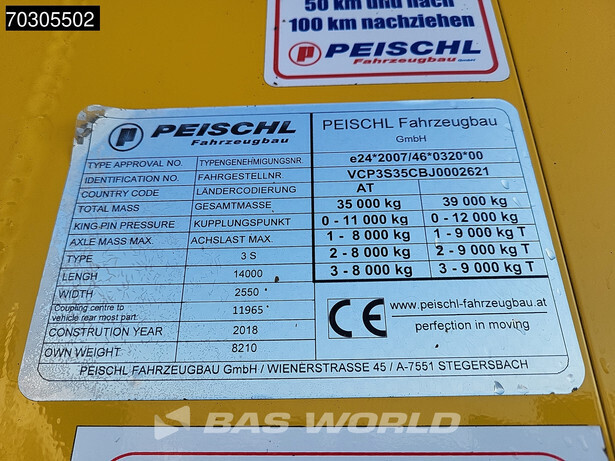 70305502
50 km und nach
100 km nachziehen
PEISCHL
Fahrzeugbau GmbH
PEISCHL
Fahrzeugbau
PEISCHL Fahrzeugbau
GmbH
TYPE APPROVAL NO. TYPENGENEHMIGUNGSNR. e24*2007/46*0320*00
IDENTIFICATION NO. FAHRGESTELLNR. VCP3S35CBJ0002621
COUNTRY CODE LÄNDERCODIERUNG AT
TOTAL MASS GESAMTMASSE 35 000 kg 39 000 kg
KING-PIN PRESSURE KUPPLUNGSPUNKT 0 - 11 000 kg 0 - 12 000 kg
AXLE MASS MAX. ACHSLAST MAX. 1 - 8 000 kg 1 - 9 000 kg T
TYPE 3 S 2 - 8 000 kg 2 - 9 000 kg T
LENGH 14000 3 - 8 000 kg 3 - 9 000 kg T
WIDTH 2550
Coupling centre to
vehicle rear most part: 11965
CONSTRUTION YEAR 2018
OWN WEIGHT 8210
CE www.peischl-fahrzeugbau.at
perfection in moving
PEISCHL FAHRZEUGBAU GmbH / WIENERSTRASSE 45 / A-7551 STEGERSBACH
BAS WORLD